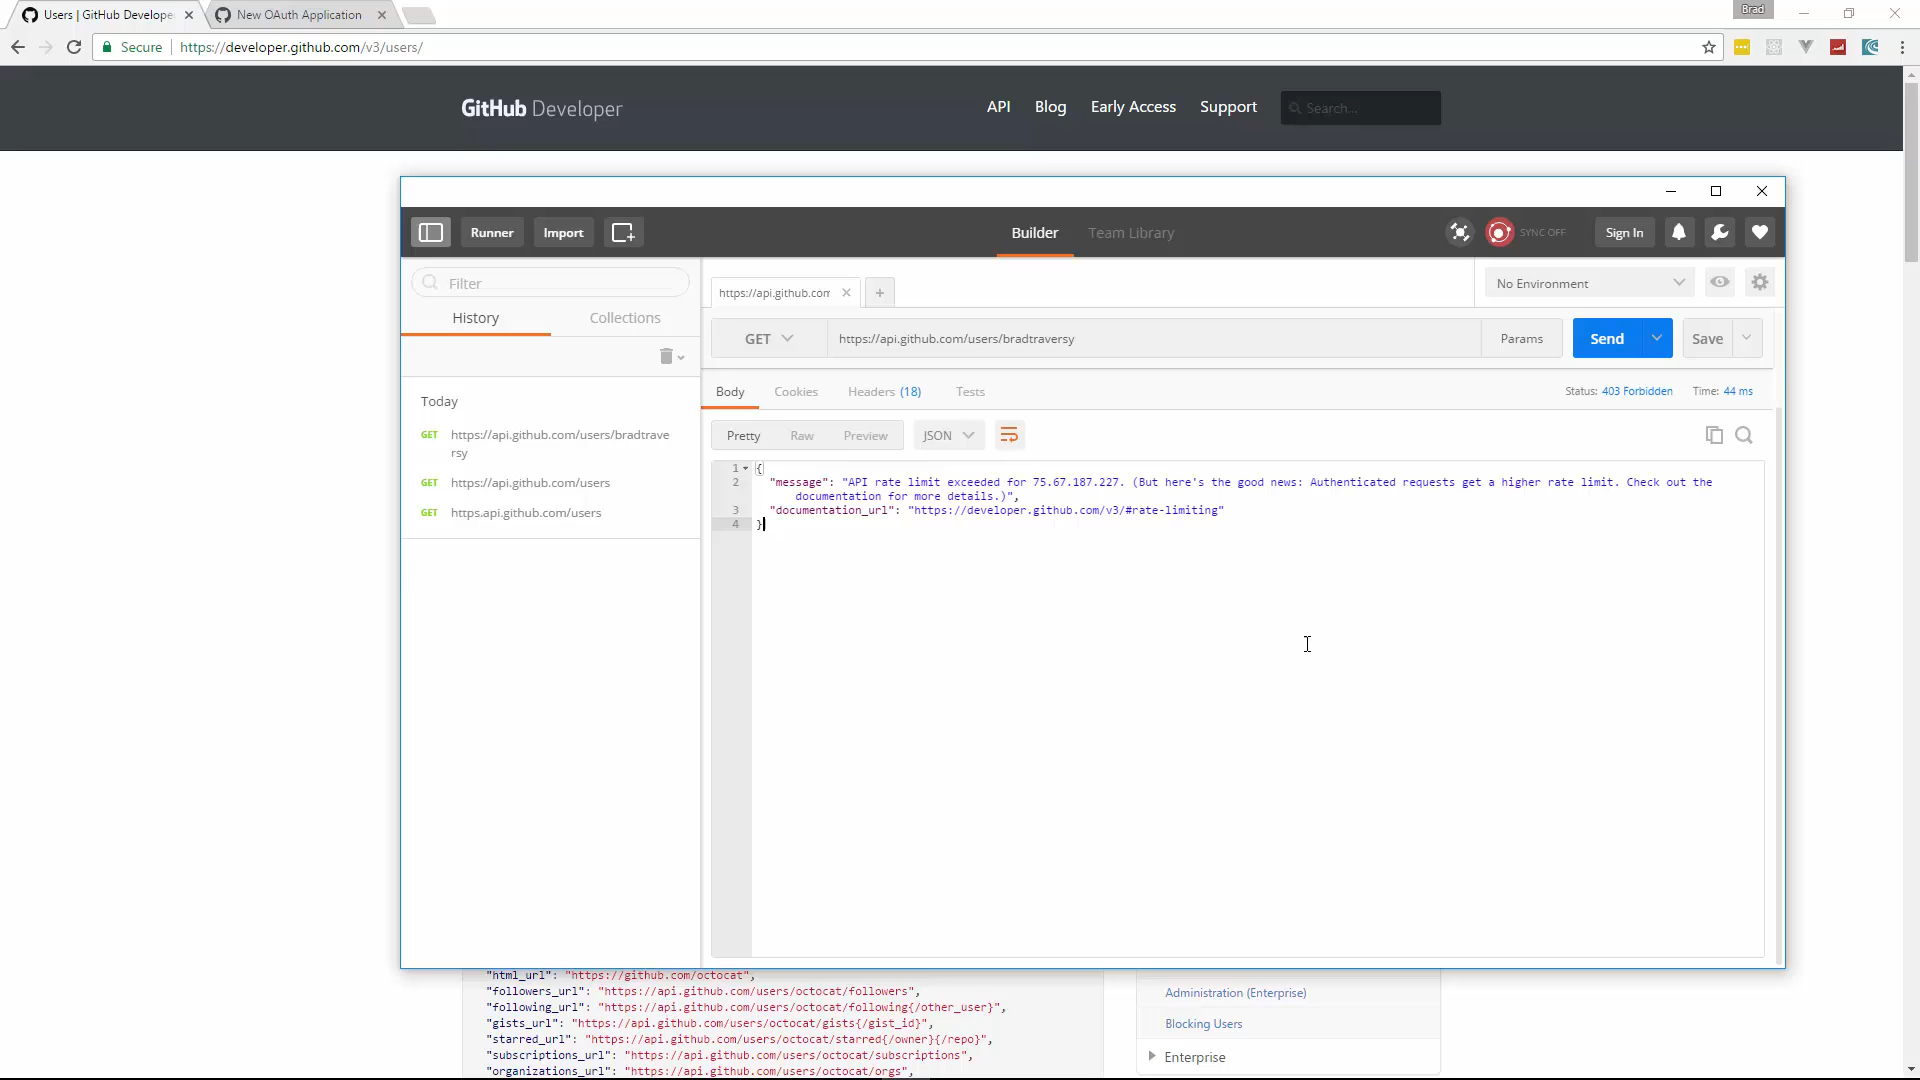 Users | GitHub Develope
New OAuth Application
Brad
Secure
https://developer.github.com/v3/users/
GitHub Developer
API
Blog
Early Access
Support
Search...
Runner
Import
Builder
Team Library
SYNC OFF
Sign In
Filter
History
Collections
Today
GET https://api.github.com/users/bradtrave
rsy
GET https://api.github.com/users
GET https.api.github.com/users
https://api.github.com
+
No Environment
GET
https://api.github.com/users/bradtraversy
Params
Send
Save
Body
Cookies
Headers (18)
Tests
Status: 403 Forbidden
Time: 44 ms
Pretty
Raw
Preview
JSON
1 {
2 "message": "API rate limit exceeded for 75.67.187.227. (But here's the good news: Authenticated requests get a higher rate limit. Check out the
documentation for more details.)",
3 "documentation_url": "https://developer.github.com/v3/#rate-limiting"
4 }
"html_url": "https://github.com/octocat",
"followers_url": "https://api.github.com/users/octocat/followers",
"following_url": "https://api.github.com/users/octocat/following{/other_user}",
"gists_url": "https://api.github.com/users/octocat/gists{/gist_id}",
"starred_url": "https://api.github.com/users/octocat/starred{/owner}{/repo}",
"subscriptions_url": "https://api.github.com/users/octocat/subscriptions",
"organizations_url": "https://api.github.com/users/octocat/orgs",
Administration (Enterprise)
Blocking Users
Enterprise